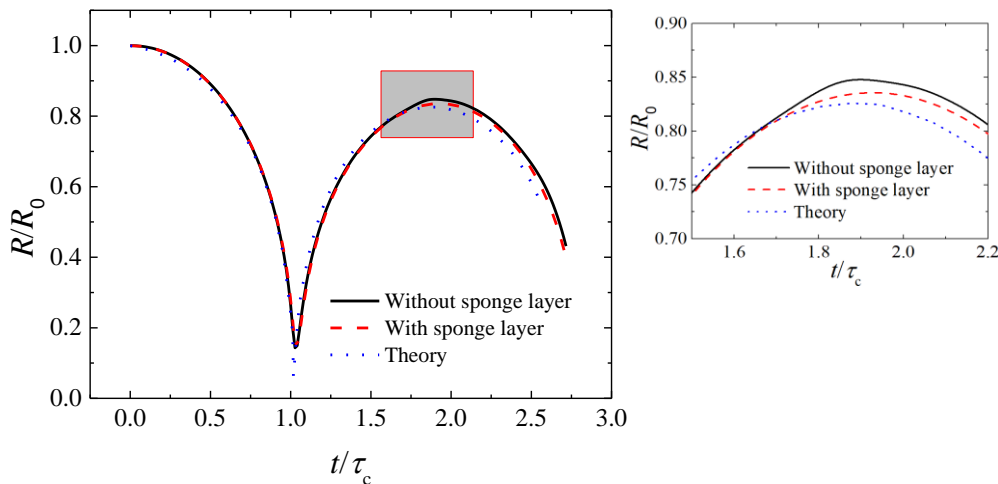 R/R0
1.0
0.8
0.6
0.4
0.2
0.0
Without sponge layer
With sponge layer
Theory
0.0 0.5 1.0 1.5 2.0 2.5 3.0
t/τc
R/R0
0.90
0.85
0.80
0.75
0.70
Without sponge layer
With sponge layer
Theory
1.6 1.8 2.0 2.2
t/τc